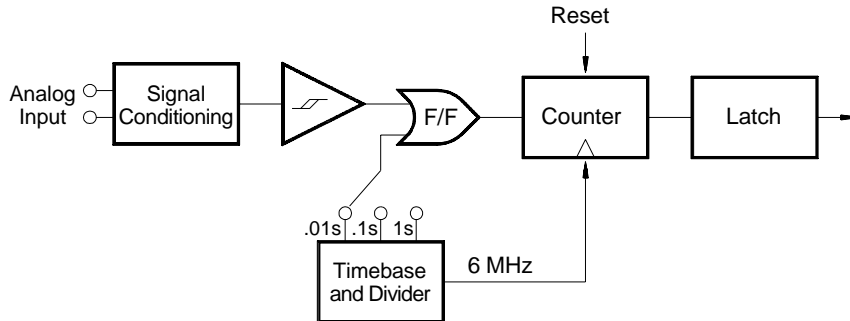 Reset
Analog
Input
Signal
Conditioning
F/F
Counter
Latch
.01s .1s 1s
Timebase
and Divider
6 MHz